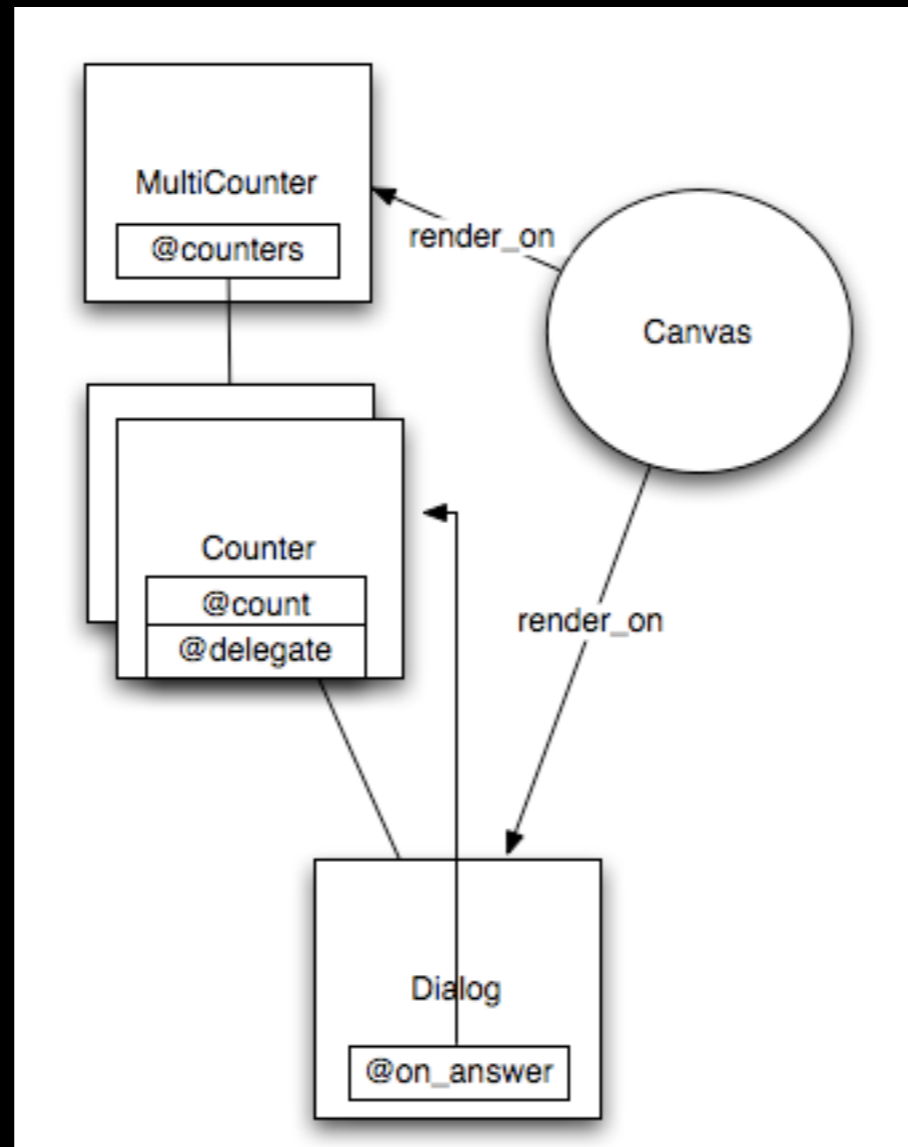 MultiCounter
@counters
render_on
Canvas
Counter
@count
@delegate
render_on
Dialog
@on_answer